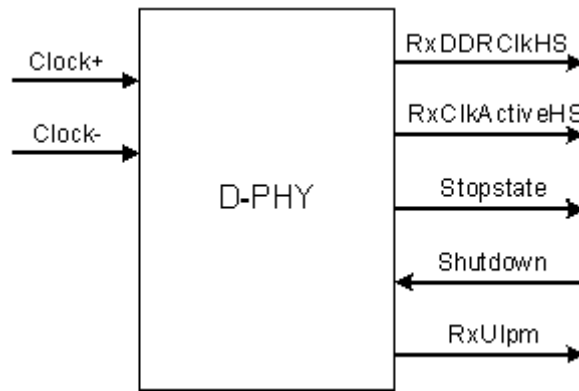 Clock+
Clock-
D-PHY
RxDDRClkHS
RxClkActiveHS
Stopstate
Shutdown
RxUlpm